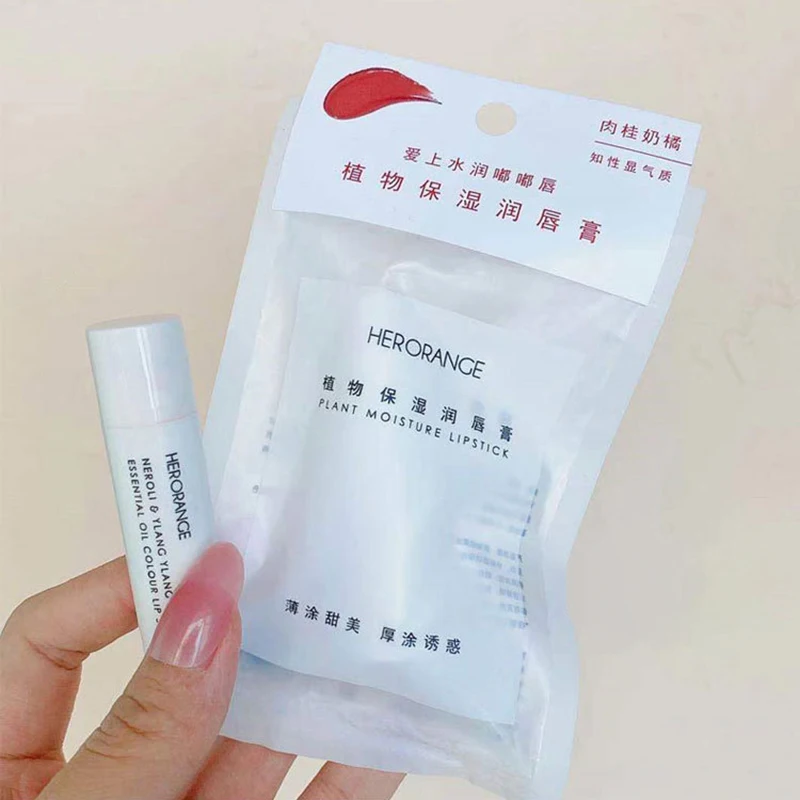 肉桂奶橘
知性显气质
爱上水润嘟嘟唇
植物保湿润唇膏
HERORANGE
植物保湿润唇膏
PLANT MOISTURE LIPSTICK
薄涂甜美 厚涂诱惑
HERORANGE
NEROLI & YLANG YLANG
ESSENTIAL OIL COLOUR